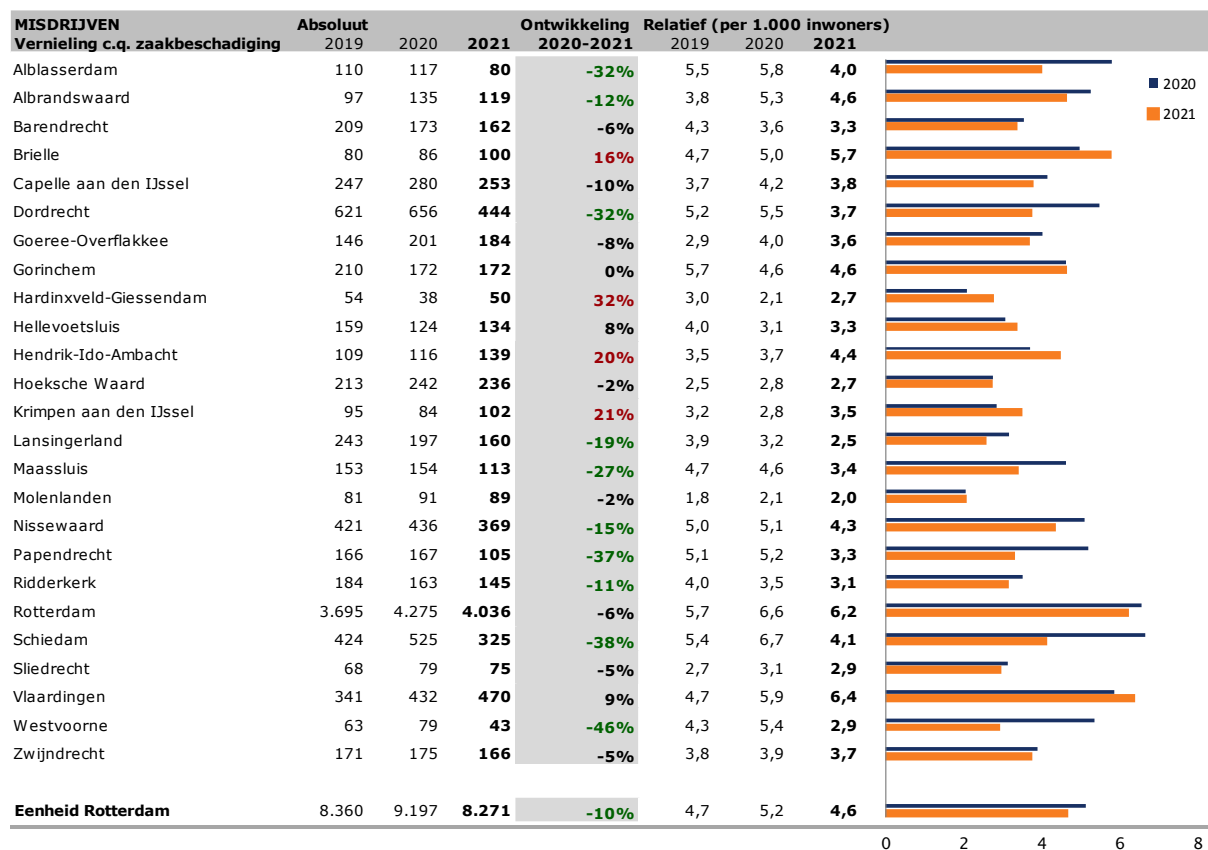 MISDRIJVEN Absoluut Ontwikkeling Relatief (per 1.000 inwoners)
Vernieling c.q. zaakbeschadiging 2019 2020 2021 2020-2021 2019 2020 2021
Alblasserdam 110 117 80 -32% 5,5 5,8 4,0
2020
Albrandswaard 97 135 119 -12% 3,8 5,3 4,6
2021
Barendrecht 209 173 162 -6% 4,3 3,6 3,3
Brielle 80 86 100 16% 4,7 5,0 5,7
Capelle aan den IJssel 247 280 253 -10% 3,7 4,2 3,8
Dordrecht 621 656 444 -32% 5,2 5,5 3,7
Goeree-Overflakkee 146 201 184 -8% 2,9 4,0 3,6
Gorinchem 210 172 172 0% 5,7 4,6 4,6
Hardinxveld-Giessendam 54 38 50 32% 3,0 2,1 2,7
Hellevoetsluis 159 124 134 8% 4,0 3,1 3,3
Hendrik-Ido-Ambacht 109 116 139 20% 3,5 3,7 4,4
Hoeksche Waard 213 242 236 -2% 2,5 2,8 2,7
Krimpen aan den IJssel 95 84 102 21% 3,2 2,8 3,5
Lansingerland 243 197 160 -19% 3,9 3,2 2,5
Maassluis 153 154 113 -27% 4,7 4,6 3,4
Molenlanden 81 91 89 -2% 1,8 2,1 2,0
Nissewaard 421 436 369 -15% 5,0 5,1 4,3
Papendrecht 166 167 105 -37% 5,1 5,2 3,3
Ridderkerk 184 163 145 -11% 4,0 3,5 3,1
Rotterdam 3.695 4.275 4.036 -6% 5,7 6,6 6,2
Schiedam 424 525 325 -38% 5,4 6,7 4,1
Sliedrecht 68 79 75 -5% 2,7 3,1 2,9
Vlaardingen 341 432 470 9% 4,7 5,9 6,4
Westvoorne 63 79 43 -46% 4,3 5,4 2,9
Zwijndrecht 171 175 166 -5% 3,8 3,9 3,7
Eenheid Rotterdam 8.360 9.197 8.271 -10% 4,7 5,2 4,6
0 2 4 6 8